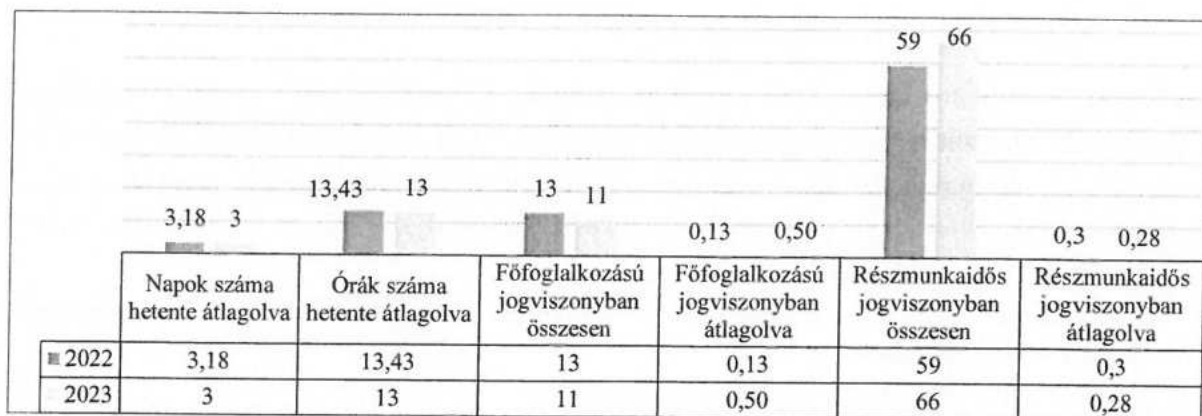 59 66
13,43 13 13 11
3,18 3
0,13 0,50
0,3 0,28
Napok száma hetente átlagolva
Órák száma hetente átlagolva
Főfoglalkozású jogviszonyban összesen
Főfoglalkozású jogviszonyban átlagolva
Részmunkaidős jogviszonyban összesen
Részmunkaidős jogviszonyban átlagolva
2022 3,18 13,43 13 0,13 59 0,3
2023 3 13 11 0,50 66 0,28